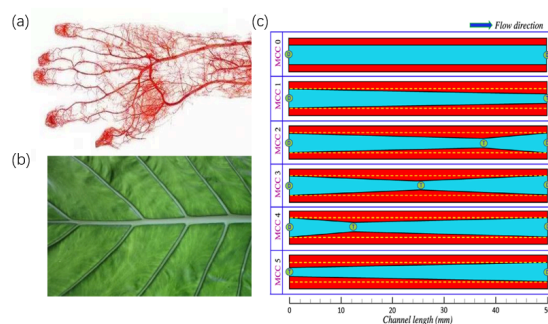 (a)
(b)
(c)
Flow direction
MCC 0
MCC 1
MCC 2
MCC 3
MCC 4
MCC 5
0 10 20 30 40 5
Channel length (mm)